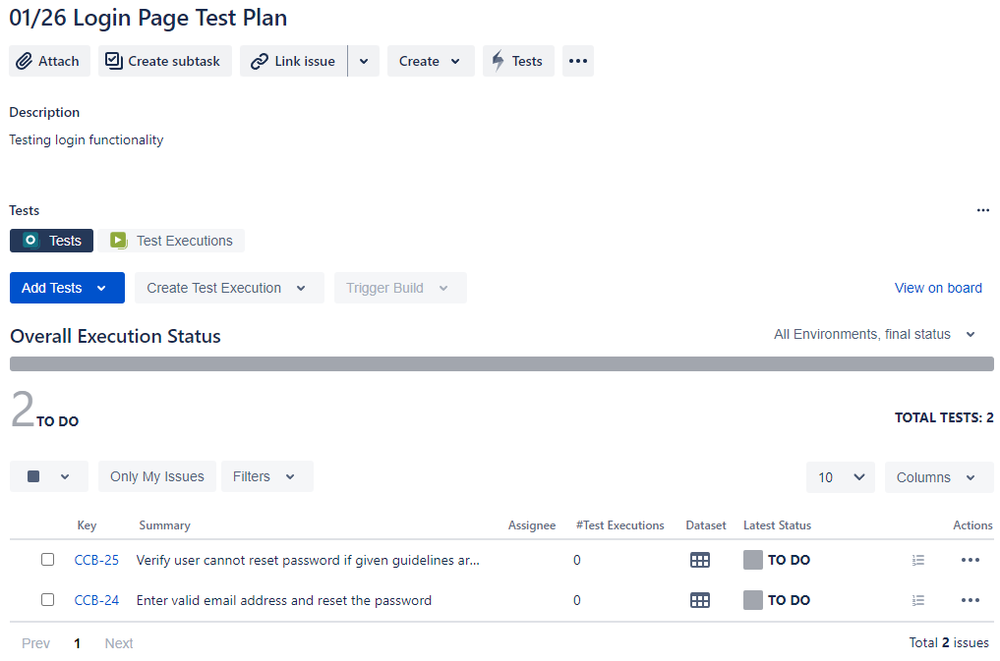 01/26 Login Page Test Plan
Attach Create subtask Link issue Create Tests
Description
Testing login functionality
Tests
Tests Test Executions
Add Tests Create Test Execution Trigger Build View on board
Overall Execution Status All Environments, final status
2 TO DO TOTAL TESTS: 2
Only My Issues Filters 10 Columns
Key Summary Assignee #Test Executions Dataset Latest Status Actions
CCB-25 Verify user cannot reset password if given guidelines ar... 0 TO DO
CCB-24 Enter valid email address and reset the password 0 TO DO
Prev 1 Next Total 2 issues